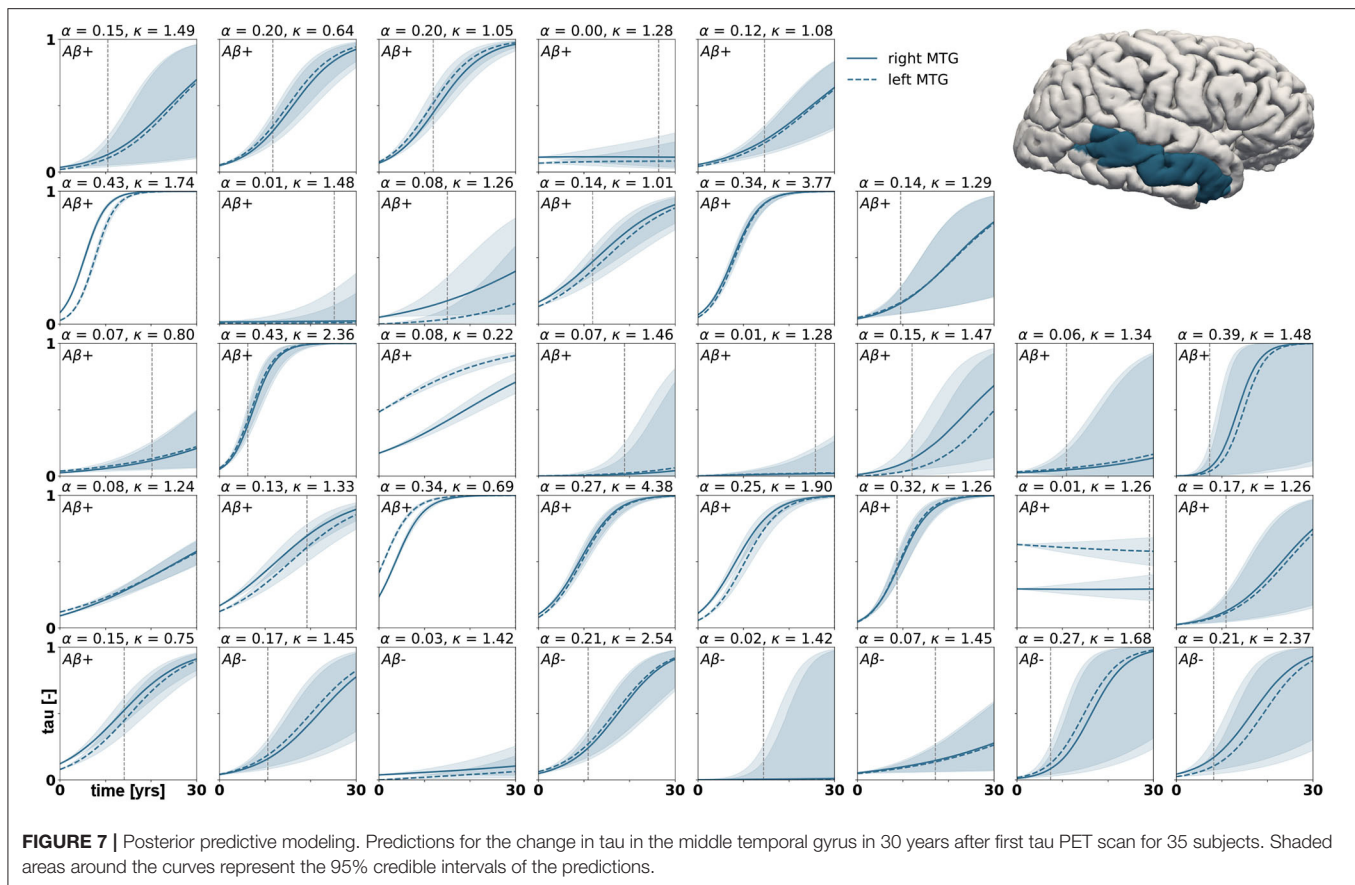 α = 0.15, κ = 1.49 α = 0.20, κ = 0.64 α = 0.20, κ = 1.05 α = 0.00, κ = 1.28 α = 0.12, κ = 1.08
1
Aβ+ Aβ+ Aβ+ Aβ+ Aβ+
right MTG
left MTG
0
α = 0.43, κ = 1.74 α = 0.01, κ = 1.48 α = 0.08, κ = 1.26 α = 0.14, κ = 1.01 α = 0.34, κ = 3.77 α = 0.14, κ = 1.29
1
Aβ+ Aβ+ Aβ+ Aβ+ Aβ+ Aβ+
0
α = 0.07, κ = 0.80 α = 0.43, κ = 2.36 α = 0.08, κ = 0.22 α = 0.07, κ = 1.46 α = 0.01, κ = 1.28 α = 0.15, κ = 1.47 α = 0.06, κ = 1.34 α = 0.39, κ = 1.48
1
Aβ+ Aβ+ Aβ+ Aβ+ Aβ+ Aβ+ Aβ+ Aβ+
0
α = 0.08, κ = 1.24 α = 0.13, κ = 1.33 α = 0.34, κ = 0.69 α = 0.27, κ = 4.38 α = 0.25, κ = 1.90 α = 0.32, κ = 1.26 α = 0.01, κ = 1.26 α = 0.17, κ = 1.26
1
Aβ+ Aβ+ Aβ+ Aβ+ Aβ+ Aβ+ Aβ+ Aβ+
0
α = 0.15, κ = 0.75 α = 0.17, κ = 1.45 α = 0.03, κ = 1.42 α = 0.21, κ = 2.54 α = 0.02, κ = 1.42 α = 0.07, κ = 1.45 α = 0.27, κ = 1.68 α = 0.21, κ = 2.37
1
Aβ+ Aβ- Aβ- Aβ- Aβ- Aβ- Aβ- Aβ-
tau [-]
0
0 time [yrs] 30 0 30 0 30 0 30 0 30 0 30 0 30 0 30
FIGURE 7 | Posterior predictive modeling. Predictions for the change in tau in the middle temporal gyrus in 30 years after first tau PET scan for 35 subjects. Shaded
areas around the curves represent the 95% credible intervals of the predictions.